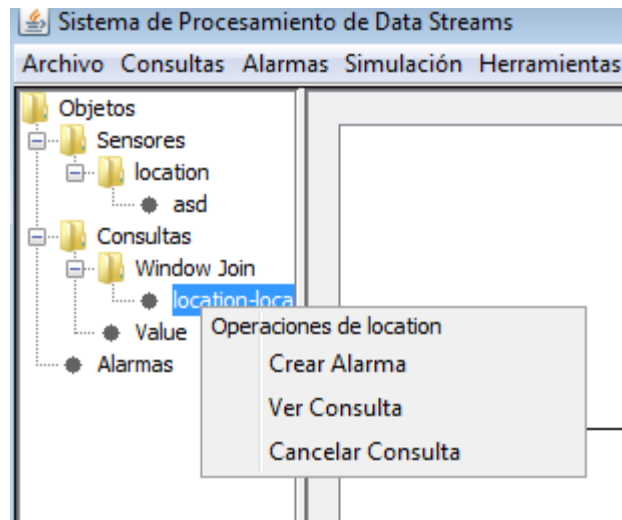 Sistema de Procesamiento de Data Streams
Archivo Consultas Alarmas Simulación Herramientas
Objetos
Sensores
location
asd
Consultas
Window Join
location-loca
Value
Alarmas
Operaciones de location
Crear Alarma
Ver Consulta
Cancelar Consulta